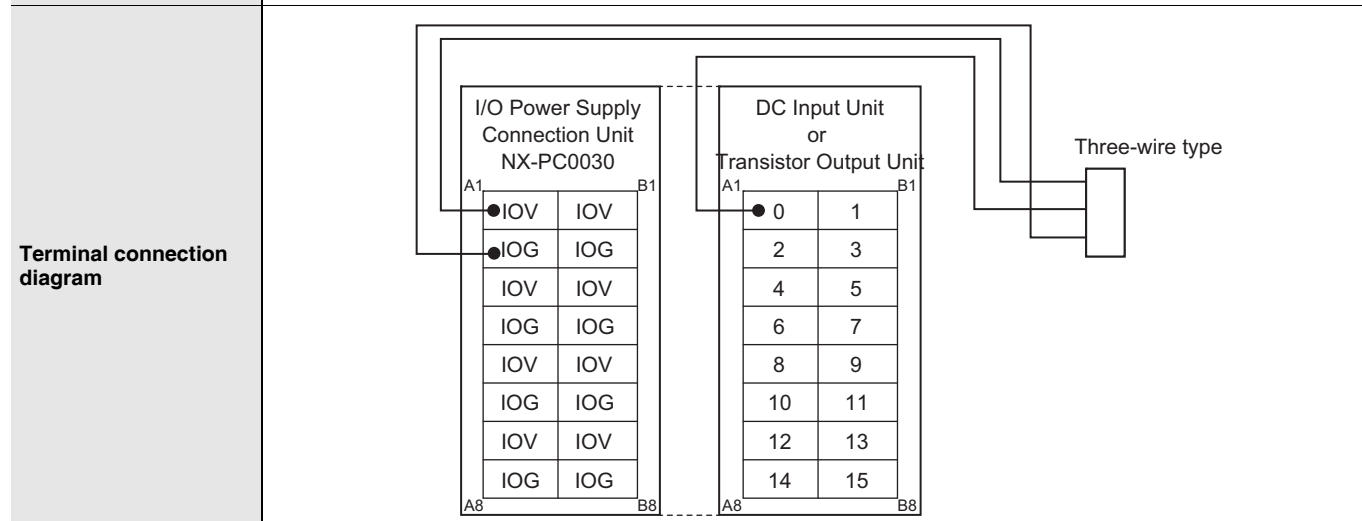 Terminal connection
diagram
I/O Power Supply
Connection Unit
NX-PC0030
A1 B1
IOV IOV
IOG IOG
IOV IOV
IOG IOG
IOV IOV
IOG IOG
IOV IOV
IOG IOG
A8 B8
DC Input Unit
or
Transistor Output Unit
A1 B1
0 1
2 3
4 5
6 7
8 9
10 11
12 13
14 15
A8 B8
Three-wire type